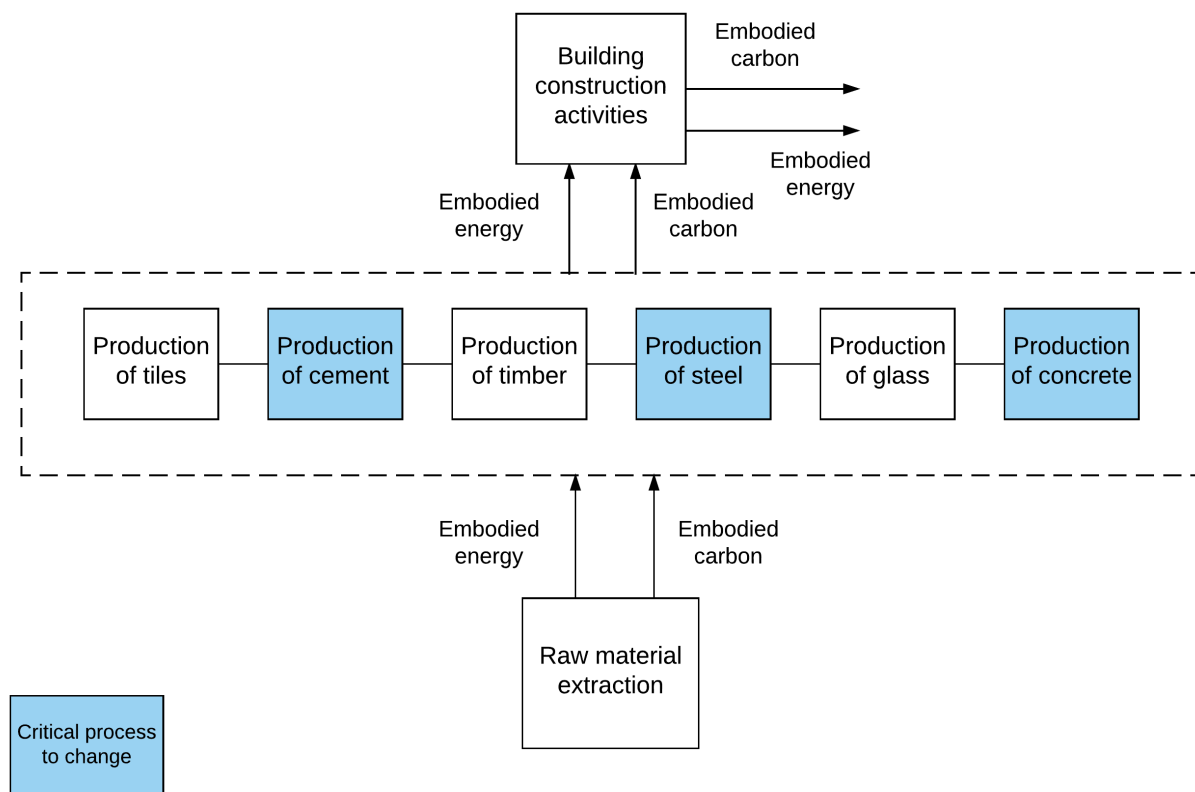 Building
construction
activities
Embodied
carbon
Embodied
energy
Embodied
energy
Embodied
carbon
Production
of tiles
Production
of cement
Production
of timber
Production
of steel
Production
of glass
Production
of concrete
Embodied
energy
Embodied
carbon
Raw material
extraction
Critical process
to change